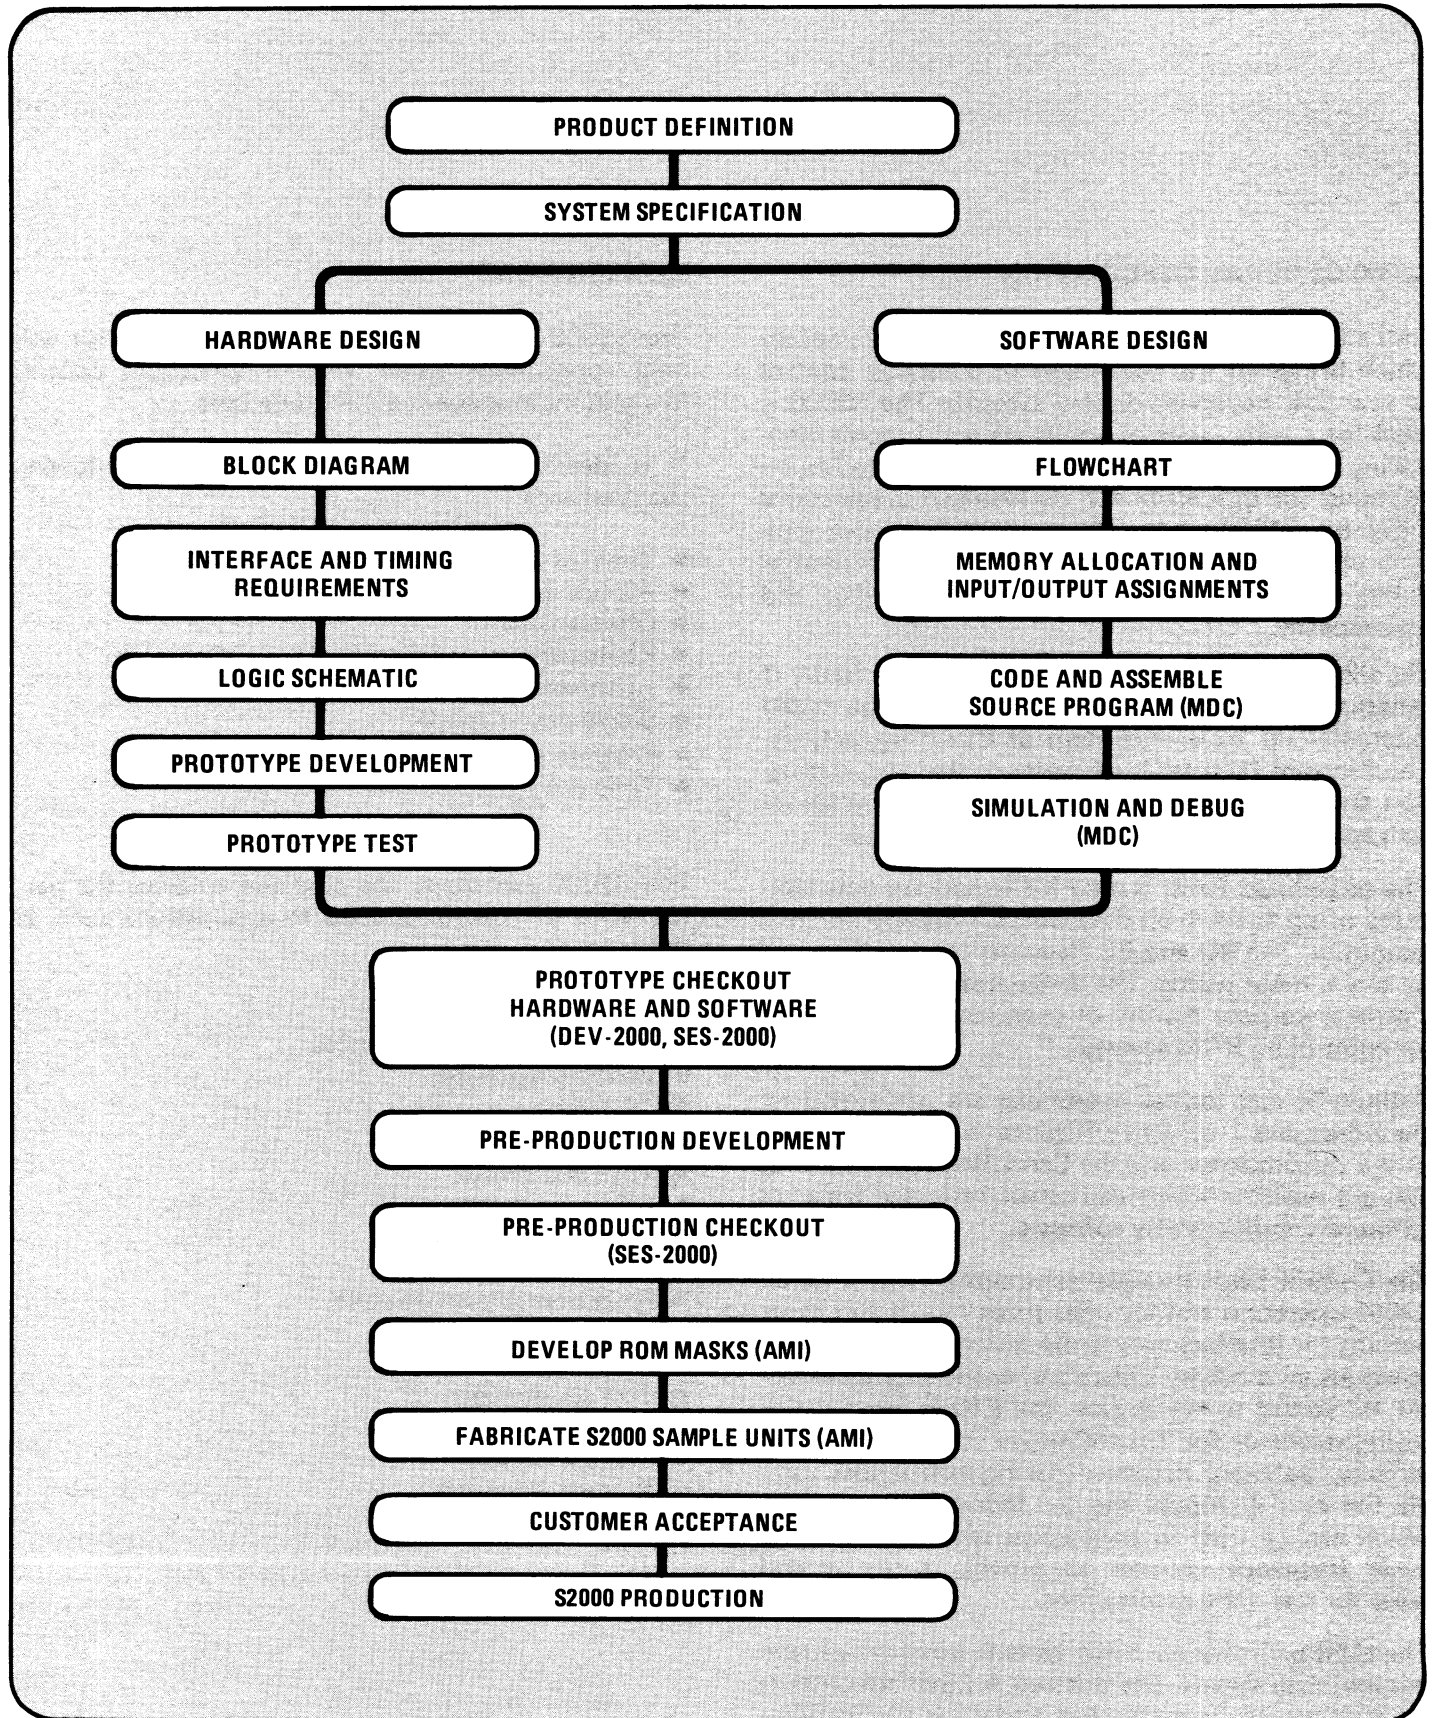 PRODUCT DEFINITION
SYSTEM SPECIFICATION
HARDWARE DESIGN
BLOCK DIAGRAM
INTERFACE AND TIMING
REQUIREMENTS
LOGIC SCHEMATIC
PROTOTYPE DEVELOPMENT
PROTOTYPE TEST
SOFTWARE DESIGN
FLOWCHART
MEMORY ALLOCATION AND
INPUT/OUTPUT ASSIGNMENTS
CODE AND ASSEMBLE
SOURCE PROGRAM (MDC)
SIMULATION AND DEBUG
(MDC)
PROTOTYPE CHECKOUT
HARDWARE AND SOFTWARE
(DEV-2000, SES-2000)
PRE-PRODUCTION DEVELOPMENT
PRE-PRODUCTION CHECKOUT
(SES-2000)
DEVELOP ROM MASKS (AMI)
FABRICATE S2000 SAMPLE UNITS (AMI)
CUSTOMER ACCEPTANCE
S2000 PRODUCTION